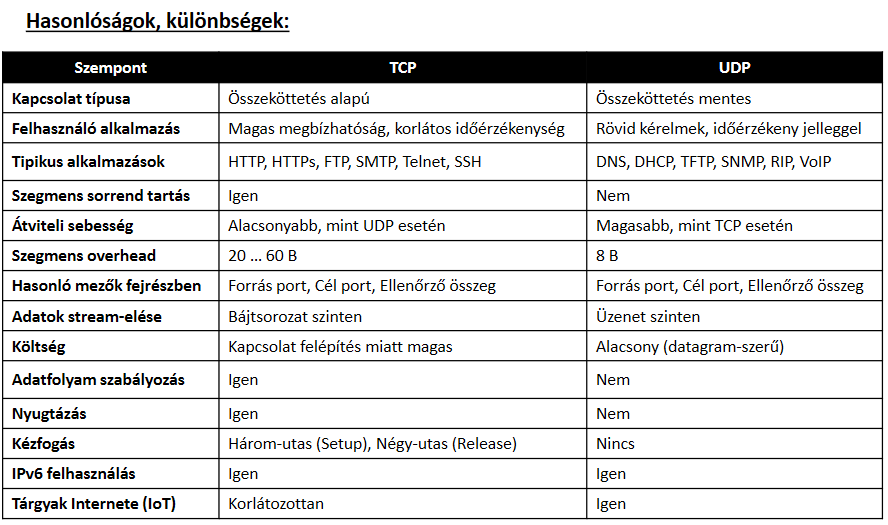 Hasonlóságok, különbségek:
Szempont TCP UDP
Kapcsolat típusa Összeköttetés alapú Összeköttetés mentes
Felhasználó alkalmazás Magas megbízhatóság, korlátos időérzékenység Rövid kérelmek, időérzékeny jelleggel
Tipikus alkalmazások HTTP, HTTPs, FTP, SMTP, Telnet, SSH DNS, DHCP, TFTP, SNMP, RIP, VoIP
Szegmens sorrend tartás Igen Nem
Átviteli sebesség Alacsonyabb, mint UDP esetén Magasabb, mint TCP esetén
Szegmens overhead 20 ... 60 B 8 B
Hasonló mezők fejrészben Forrás port, Cél port, Ellenőrző összeg Forrás port, Cél port, Ellenőrző összeg
Adatok stream-elése Bájtsorozat szinten Üzenet szinten
Költség Kapcsolat felépítés miatt magas Alacsony (datagram-szerű)
Adatfolyam szabályozás Igen Nem
Nyugtázás Igen Nem
Kézfogás Három-utas (Setup), Négy-utas (Release) Nincs
IPv6 felhasználás Igen Igen
Tárgyak Internete (IoT) Korlátozottan Igen